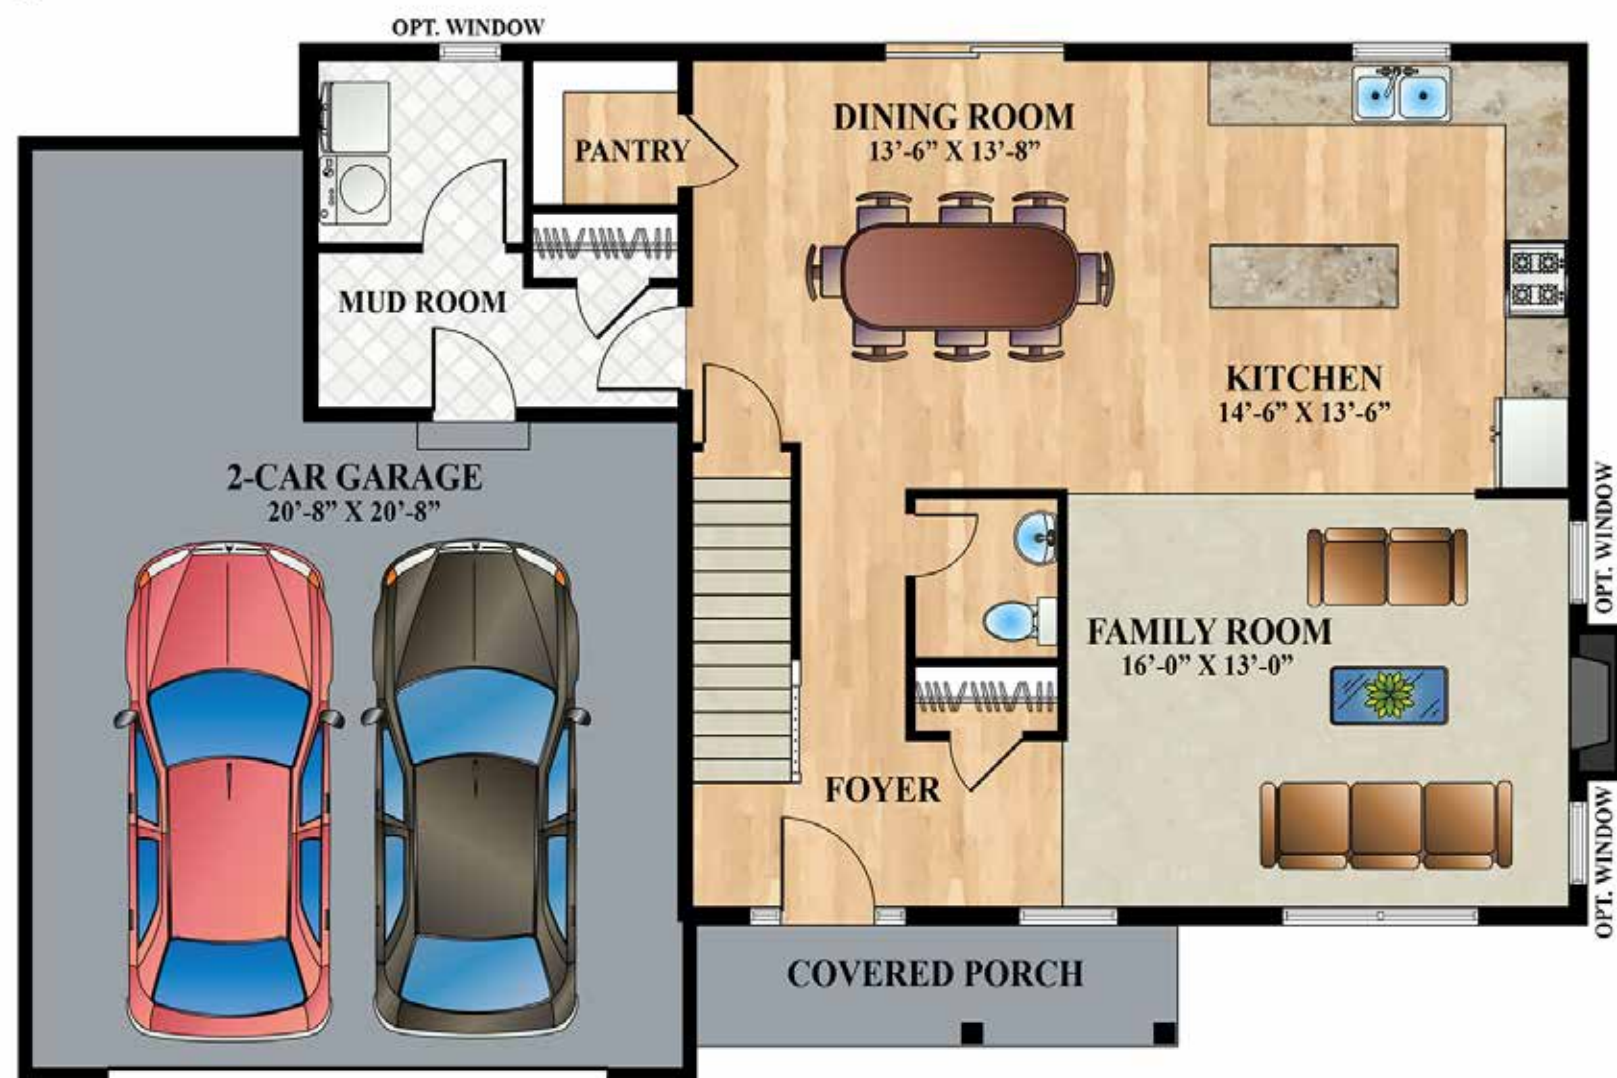 OPT. WINDOW
DINING ROOM
13'-6” X 13'-8”
PANTRY
MUD ROOM
KITCHEN
14'-6” X 13'-6”
2-CAR GARAGE
20'-8” X 20'-8”
OPT. WINDOW
FAMILY ROOM
16'-0” X 13'-0”
FOYER
OPT. WINDOW
COVERED PORCH